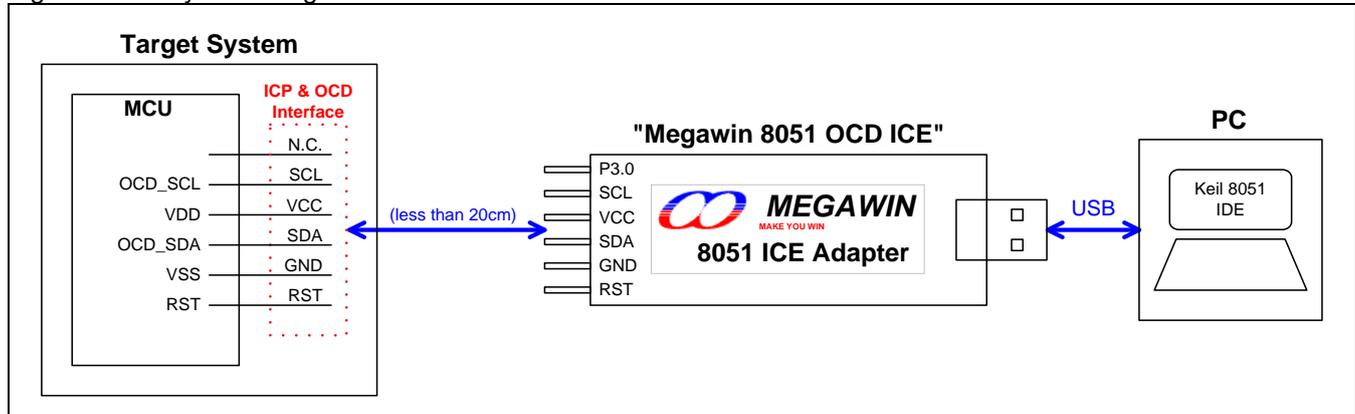 Target System
MCU
ICP & OCD
Interface
N.C.
OCD_SCL
SCL
VDD
VCC
OCD_SDA
SDA
VSS
GND
RST
RST
(less than 20cm)
"Megawin 8051 OCD ICE"
P3.0
SCL
VCC
SDA
GND
RST
MEGAWIN
MAKE YOU WIN
8051 ICE Adapter
USB
PC
Keil 8051
IDE